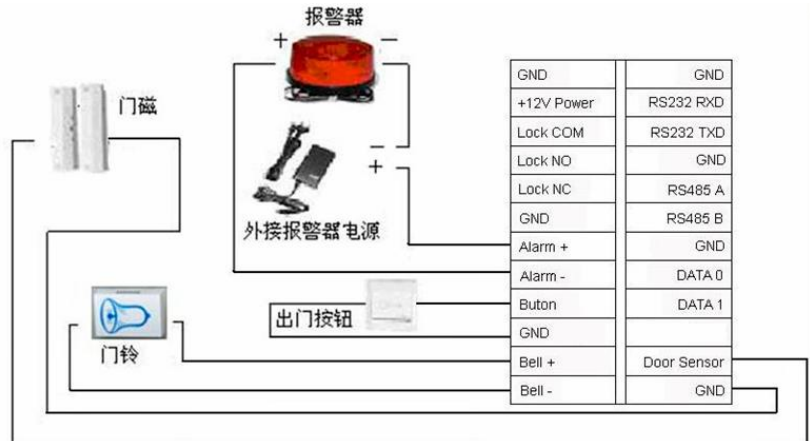 报警器
+
−
门磁
−
+
外接报警器电源
出门按钮
门铃
GND GND
+12V Power RS232 RXD
Lock COM RS232 TXD
Lock NO GND
Lock NC RS485 A
GND RS485 B
Alarm + GND
Alarm - DATA 0
Buton DATA 1
GND
Bell + Door Sensor
Bell - GND